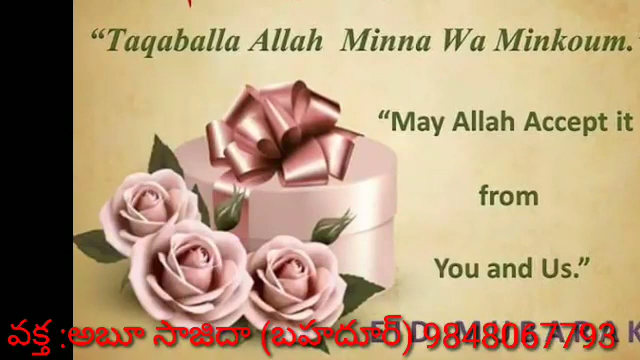 “Taqaballa Allah Minna Wa Minkoum.”
“May Allah Accept it
from
You and Us.”
వక్త :అబూ సాజిదా (బహదూర్) 9848067793